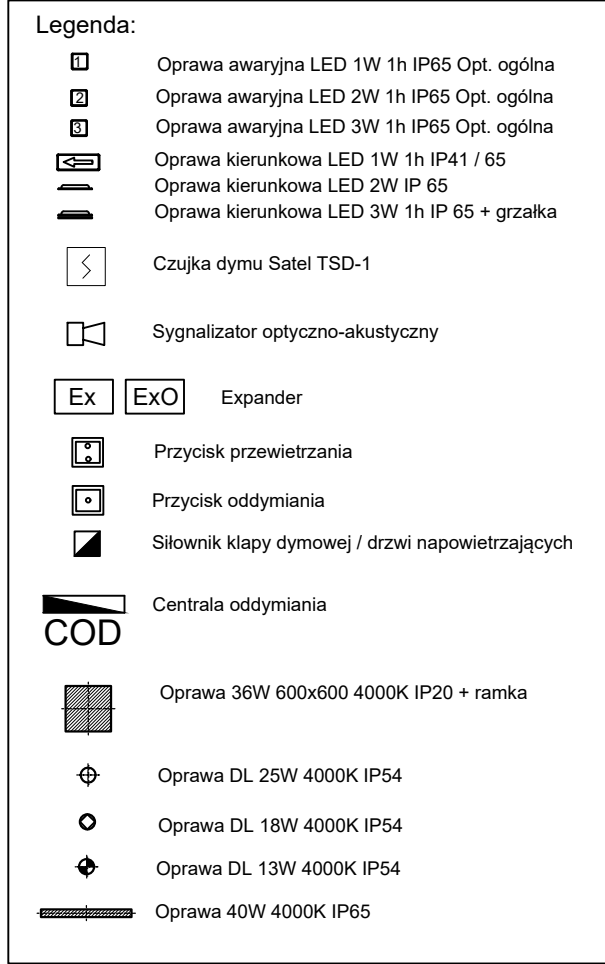 Legenda:
1 Oprawa awaryjna LED 1W 1h IP65 Opt. ogólna
2 Oprawa awaryjna LED 2W 1h IP65 Opt. ogólna
3 Oprawa awaryjna LED 3W 1h IP65 Opt. ogólna
Oprawa kierunkowa LED 1W 1h IP41 / 65
Oprawa kierunkowa LED 2W IP 65
Oprawa kierunkowa LED 3W 1h IP 65 + grzałka
Czujka dymu Satel TSD-1
Sygnalizator optyczno-akustyczny
Ex ExO Expander
Przycisk przewietrzania
Przycisk oddymiania
Siłownik klapy dymowej / drzwi napowietrzających
Centrala oddymiania
COD
Oprawa 36W 600x600 4000K IP20 + ramka
Oprawa DL 25W 4000K IP54
Oprawa DL 18W 4000K IP54
Oprawa DL 13W 4000K IP54
Oprawa 40W 4000K IP65